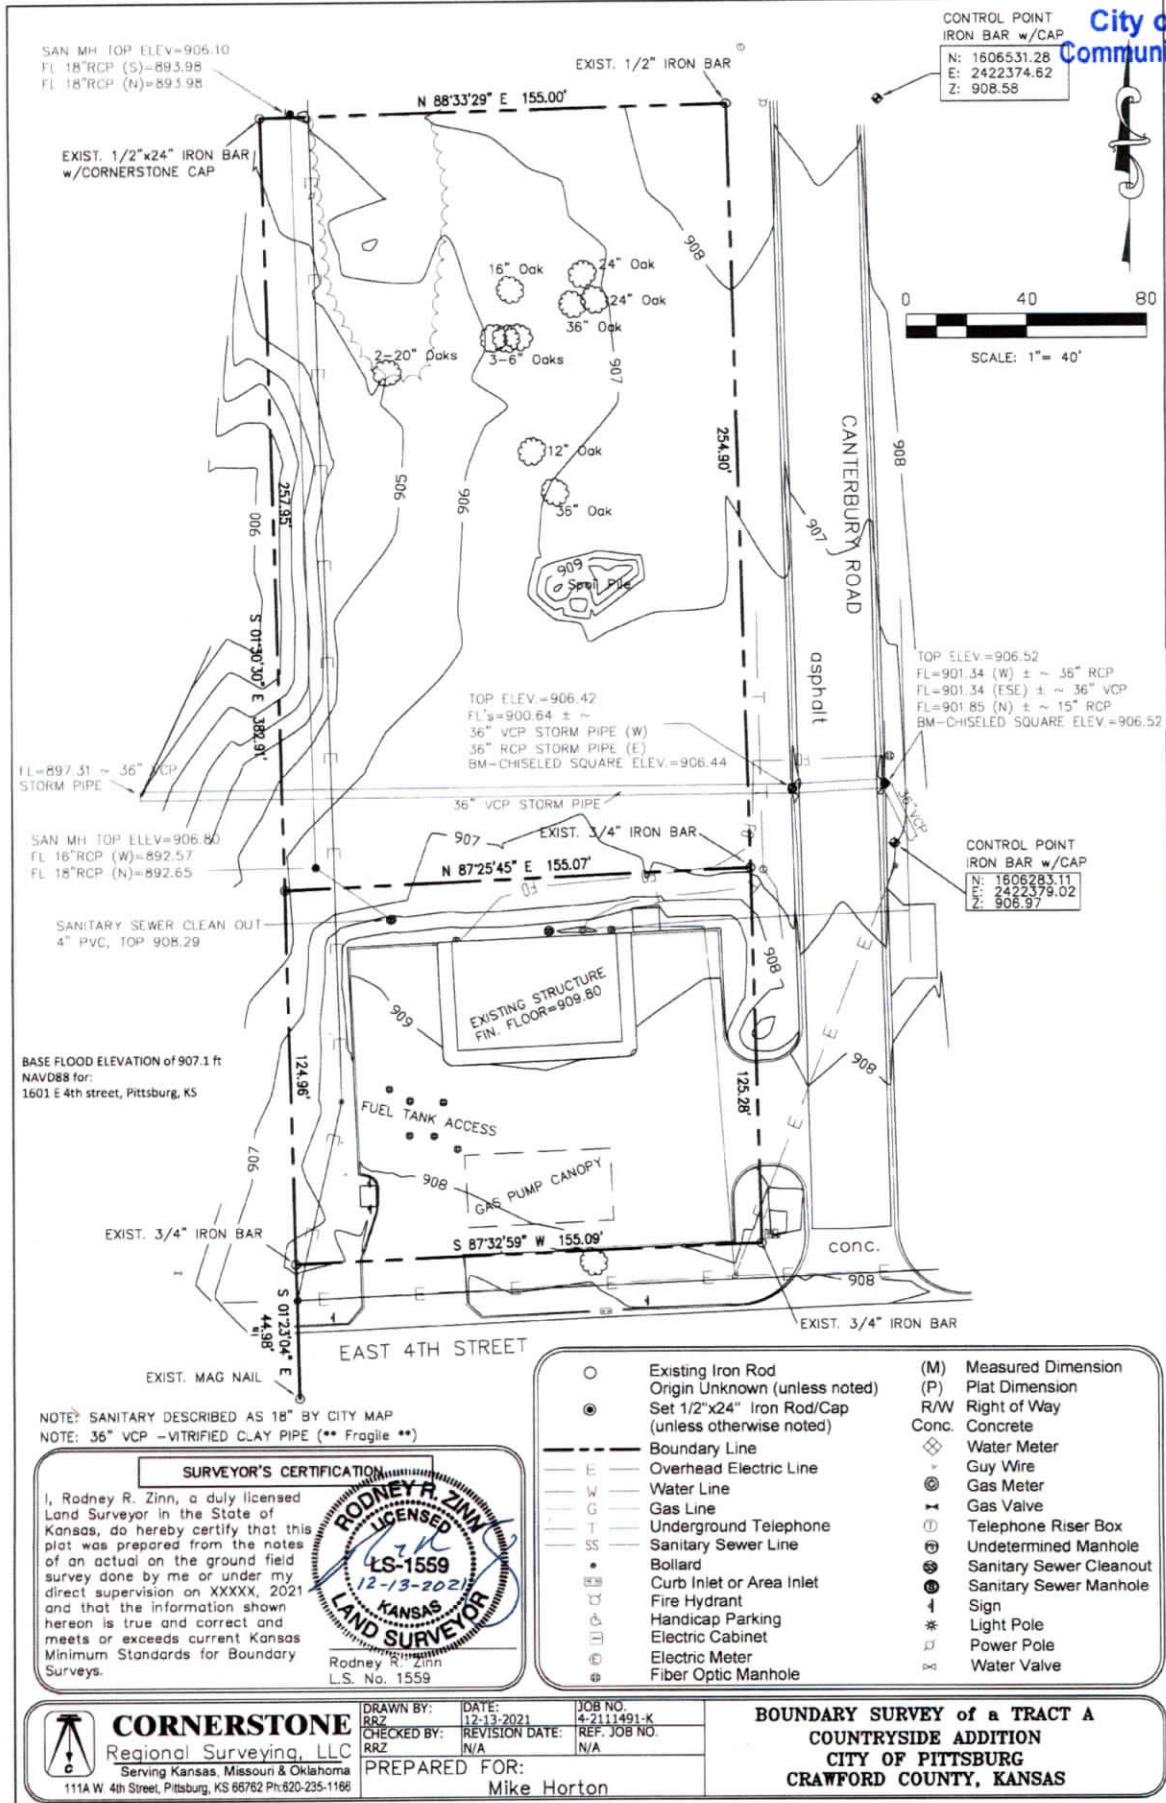 City o
Communi
CONTROL POINT
IRON BAR w/CAP
N: 1606531.28
E: 2422374.62
Z: 908.58
SAN MH TOP ELEV=906.10
FL 18"RCP (S)=893.98
FL 18"RCP (N)=893.98
EXIST. 1/2" IRON BAR
N 88°33'29" E 155.00'
EXIST. 1/2"x24" IRON BAR
w/CORNERSTONE CAP
908
16" Oak
24" Oak
24" Oak
36" Oak
2-20" Oaks
3-6" Oaks
907
0 40 80
SCALE: 1"= 40'
12" Oak
36" Oak
254.90'
CANTERBURY ROAD
908
905
906
900
257.95'
907
909
Spoil Pile
S 01°30'30" E 382.91'
asphalt
TOP ELEV.=906.52
FL=901.34 (W) ± ~ 36" RCP
FL=901.34 (ESE) ± ~ 36" VCP
FL=901.85 (N) ± ~ 15" RCP
BM-CHISELED SQUARE ELEV.=906.52
TOP ELEV.=906.42
FL's=900.64 ± ~
36" VCP STORM PIPE (W)
36" RCP STORM PIPE (E)
BM-CHISELED SQUARE ELEV.=906.44
FL=897.31 ~ 36" VCP
STORM PIPE
36" VCP STORM PIPE
36" VCP
SAN MH TOP ELEV=906.80
FL 16"RCP (W)=892.57
FL 18"RCP (N)=892.65
907
EXIST. 3/4" IRON BAR
N 87°25'45" E 155.07'
CONTROL POINT
IRON BAR w/CAP
N: 1606283.11
E: 2422379.02
Z: 906.97
SANITARY SEWER CLEAN OUT
4" PVC, TOP 908.29
908
EXISTING STRUCTURE
FIN. FLOOR=909.80
909
BASE FLOOD ELEVATION of 907.1 ft
NAVD88 for:
1601 E 4th street, Pittsburg, KS
124.96'
125.28'
908
FUEL TANK ACCESS
907
908
GAS PUMP CANOPY
EXIST. 3/4" IRON BAR
S 87°32'59" W 155.09'
conc.
908
S 01°23'04" E
44.98'
EAST 4TH STREET
EXIST. 3/4" IRON BAR
EXIST. MAG NAIL
NOTE: SANITARY DESCRIBED AS 18" BY CITY MAP
NOTE: 36" VCP -VITRIFIED CLAY PIPE (** Fragile **)
SURVEYOR'S CERTIFICATION
I, Rodney R. Zinn, a duly licensed
Land Surveyor in the State of
Kansas, do hereby certify that this
plat was prepared from the notes
of an actual on the ground field
survey done by me or under my
direct supervision on XXXXX, 2021
and that the information shown
hereon is true and correct and
meets or exceeds current Kansas
Minimum Standards for Boundary
Surveys.
RODNEY R. ZINN
LICENSED
LS-1559
12-13-2021
KANSAS
LAND SURVEYOR
Rodney R. Zinn
L.S. No. 1559
Existing Iron Rod
Origin Unknown (unless noted)
Set 1/2"x24" Iron Rod/Cap
(unless otherwise noted)
Boundary Line
E Overhead Electric Line
W Water Line
G Gas Line
T Underground Telephone
SS Sanitary Sewer Line
Bollard
Curb Inlet or Area Inlet
Fire Hydrant
Handicap Parking
Electric Cabinet
Electric Meter
Fiber Optic Manhole
(M) Measured Dimension
(P) Plat Dimension
R/W Right of Way
Conc. Concrete
Water Meter
Guy Wire
Gas Meter
Gas Valve
Telephone Riser Box
Undetermined Manhole
Sanitary Sewer Cleanout
Sanitary Sewer Manhole
Sign
Light Pole
Power Pole
Water Valve
CORNERSTONE
Regional Surveying, LLC
Serving Kansas, Missouri & Oklahoma
111A W. 4th Street, Pittsburg, KS 66762 Ph:620-235-1166
DRAWN BY: RRZ
DATE: 12-13-2021
JOB NO. 4-2111491-K
CHECKED BY: RRZ
REVISION DATE: N/A
REF. JOB NO. N/A
PREPARED FOR:
Mike Horton
BOUNDARY SURVEY of a TRACT A
COUNTRYSIDE ADDITION
CITY OF PITTSBURG
CRAWFORD COUNTY, KANSAS